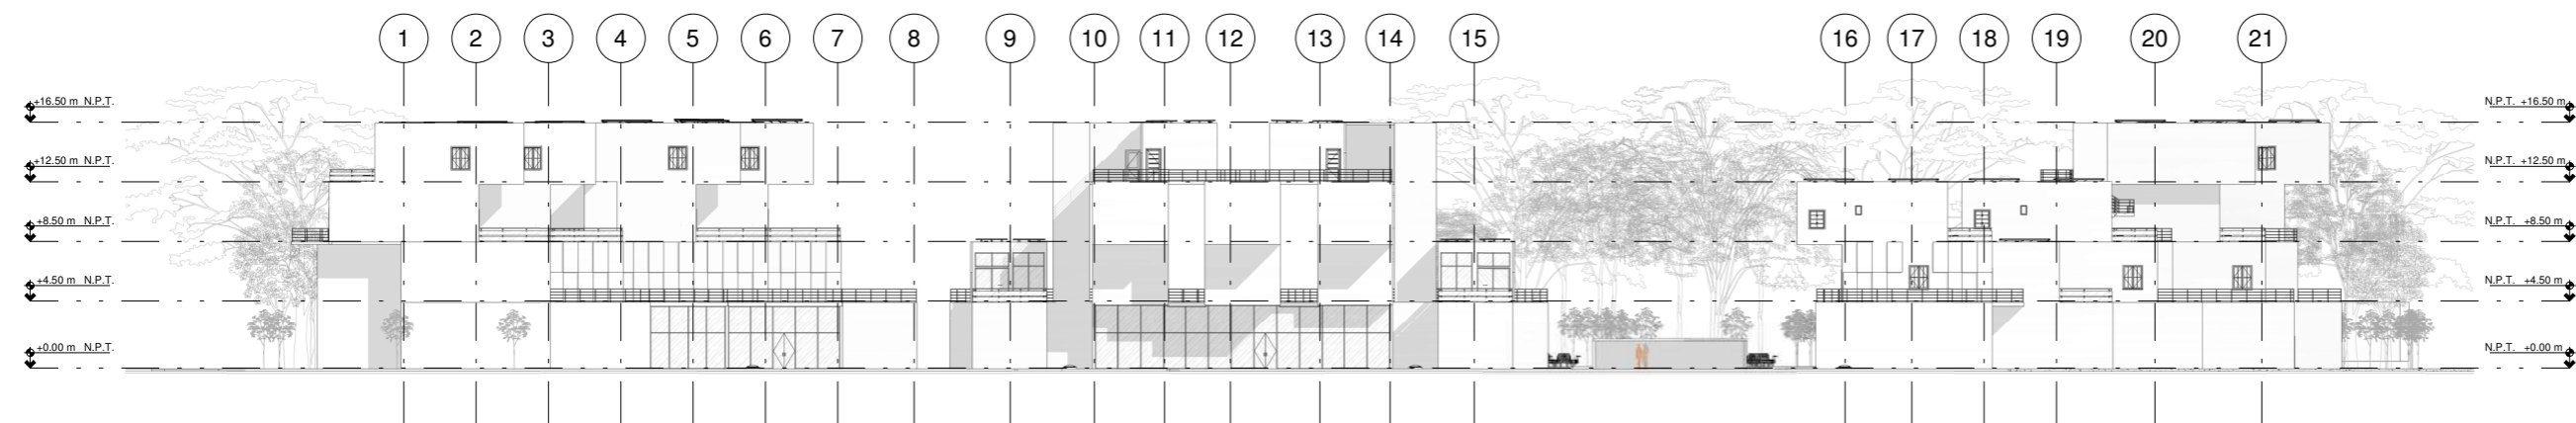 1 2 3 4 5 6 7 8 9 10 11 12 13 14 15 16 17 18 19 20 21
+16.50 m N.P.T.
N.P.T. +16.50 m
+12.50 m N.P.T.
N.P.T. +12.50 m
+8.50 m N.P.T.
N.P.T. +8.50 m
+4.50 m N.P.T.
N.P.T. +4.50 m
+0.00 m N.P.T.
N.P.T. +0.00 m